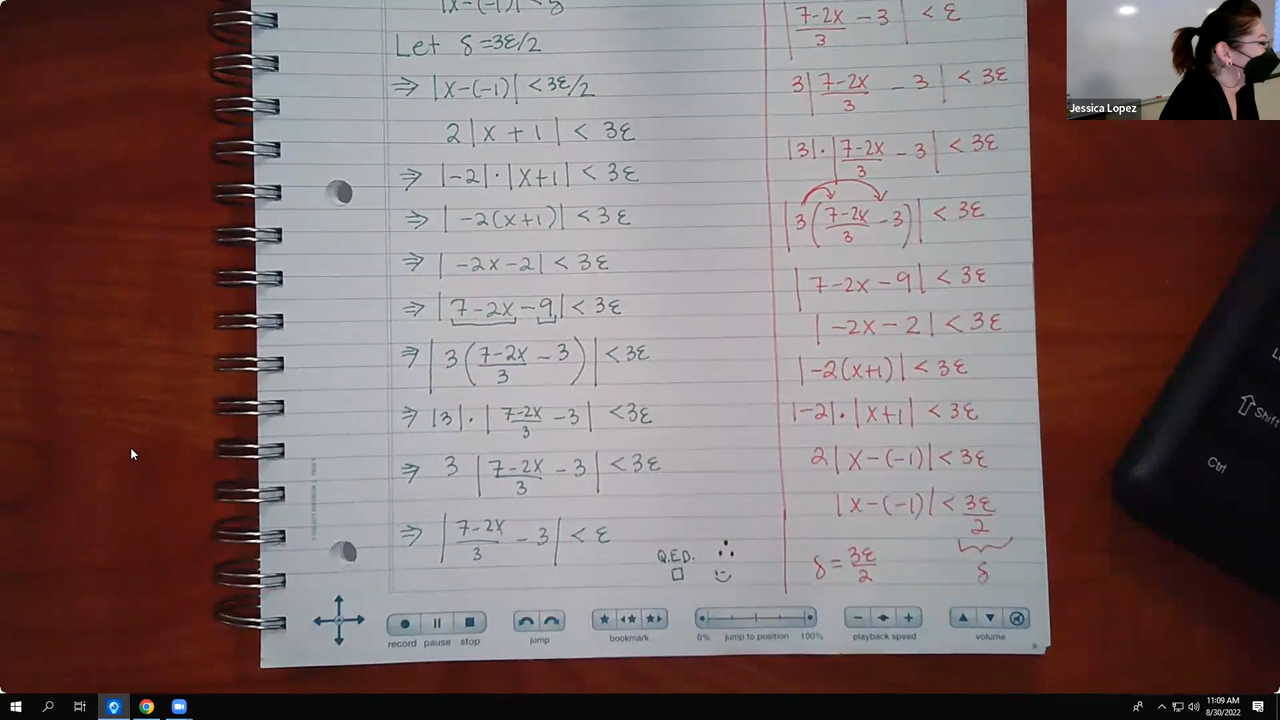 |x-(-1)| < δ
Let δ = 3ε/2
⇒ |x-(-1)| < 3ε/2
2|x+1| < 3ε
⇒ |-2|·|x+1| < 3ε
⇒ |-2(x+1)| < 3ε
⇒ |-2x-2| < 3ε
⇒ |7-2x-9| < 3ε
⇒ |3((7-2x)/3 - 3)| < 3ε
⇒ |3|·|(7-2x)/3 - 3| < 3ε
⇒ 3|(7-2x)/3 - 3| < 3ε
⇒ |(7-2x)/3 - 3| < ε
Q.E.D. ∴
□
|(7-2x)/3 - 3| < ε
3|(7-2x)/3 - 3| < 3ε
|3|·|(7-2x)/3 - 3| < 3ε
|3((7-2x)/3 - 3)| < 3ε
|7-2x-9| < 3ε
|-2x-2| < 3ε
|-2(x+1)| < 3ε
|-2|·|x+1| < 3ε
2|x-(-1)| < 3ε
|x-(-1)| < 3ε/2
δ = 3ε/2 δ
record pause stop jump bookmark 0% jump to position 100% playback speed volume
Jessica Lopez
Shift
Ctrl
11:09 AM
8/30/2022